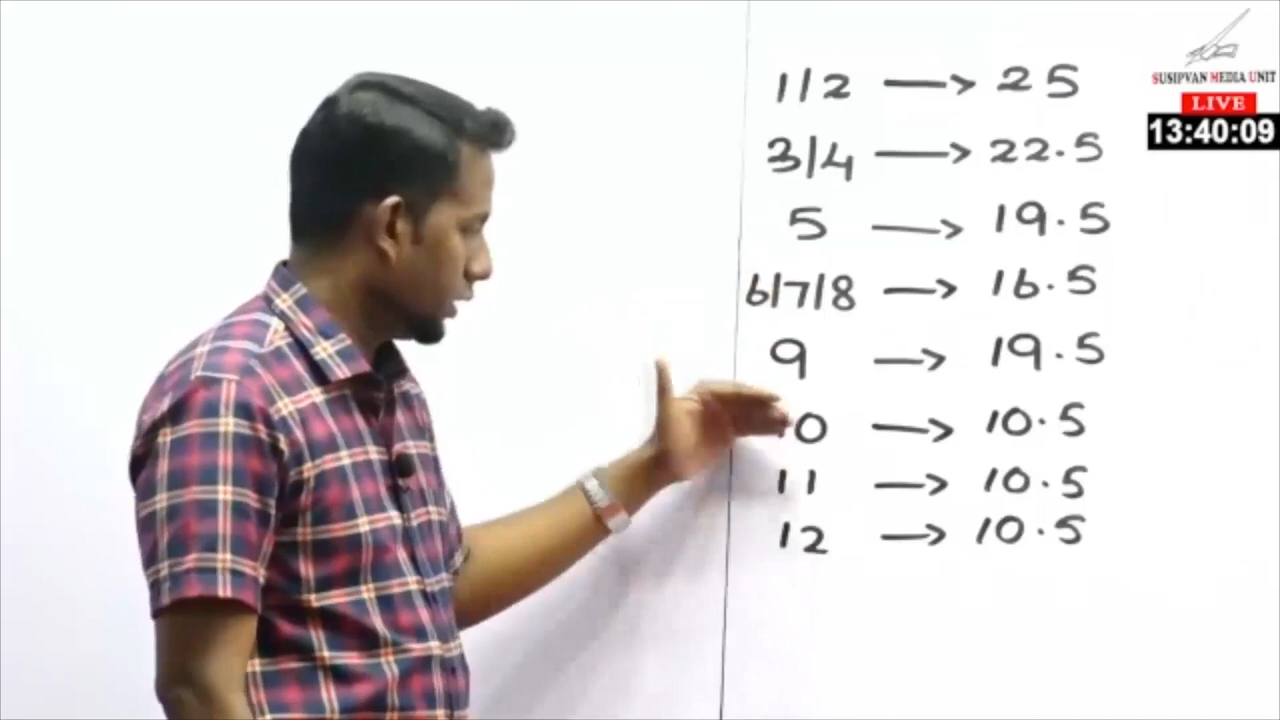 1/2 → 25
3/4 → 22.5
5 → 19.5
6/7/8 → 16.5
9 → 19.5
0 → 10.5
11 → 10.5
12 → 10.5
SUSIPVAN MEDIA UNIT
LIVE
13:40:09